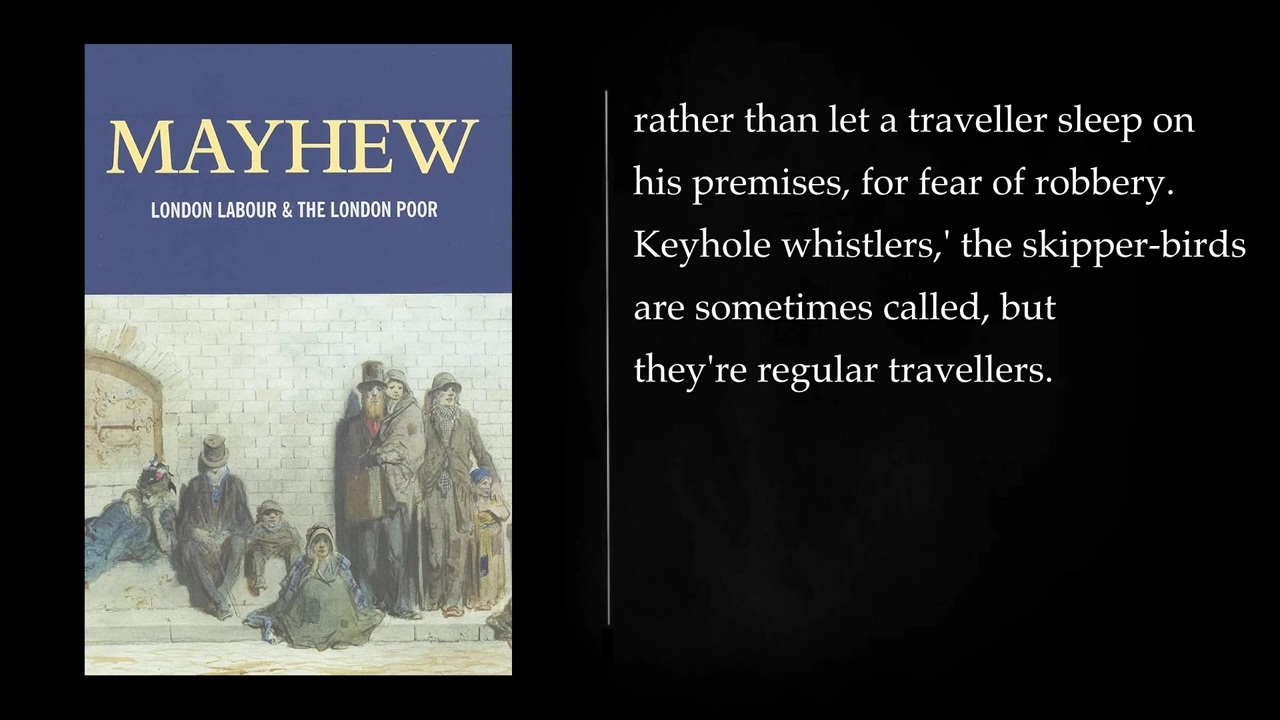 MAYHEW
LONDON LABOUR & THE LONDON POOR
rather than let a traveller sleep on
his premises, for fear of robbery.
Keyhole whistlers,' the skipper-birds
are sometimes called, but
they're regular travellers.